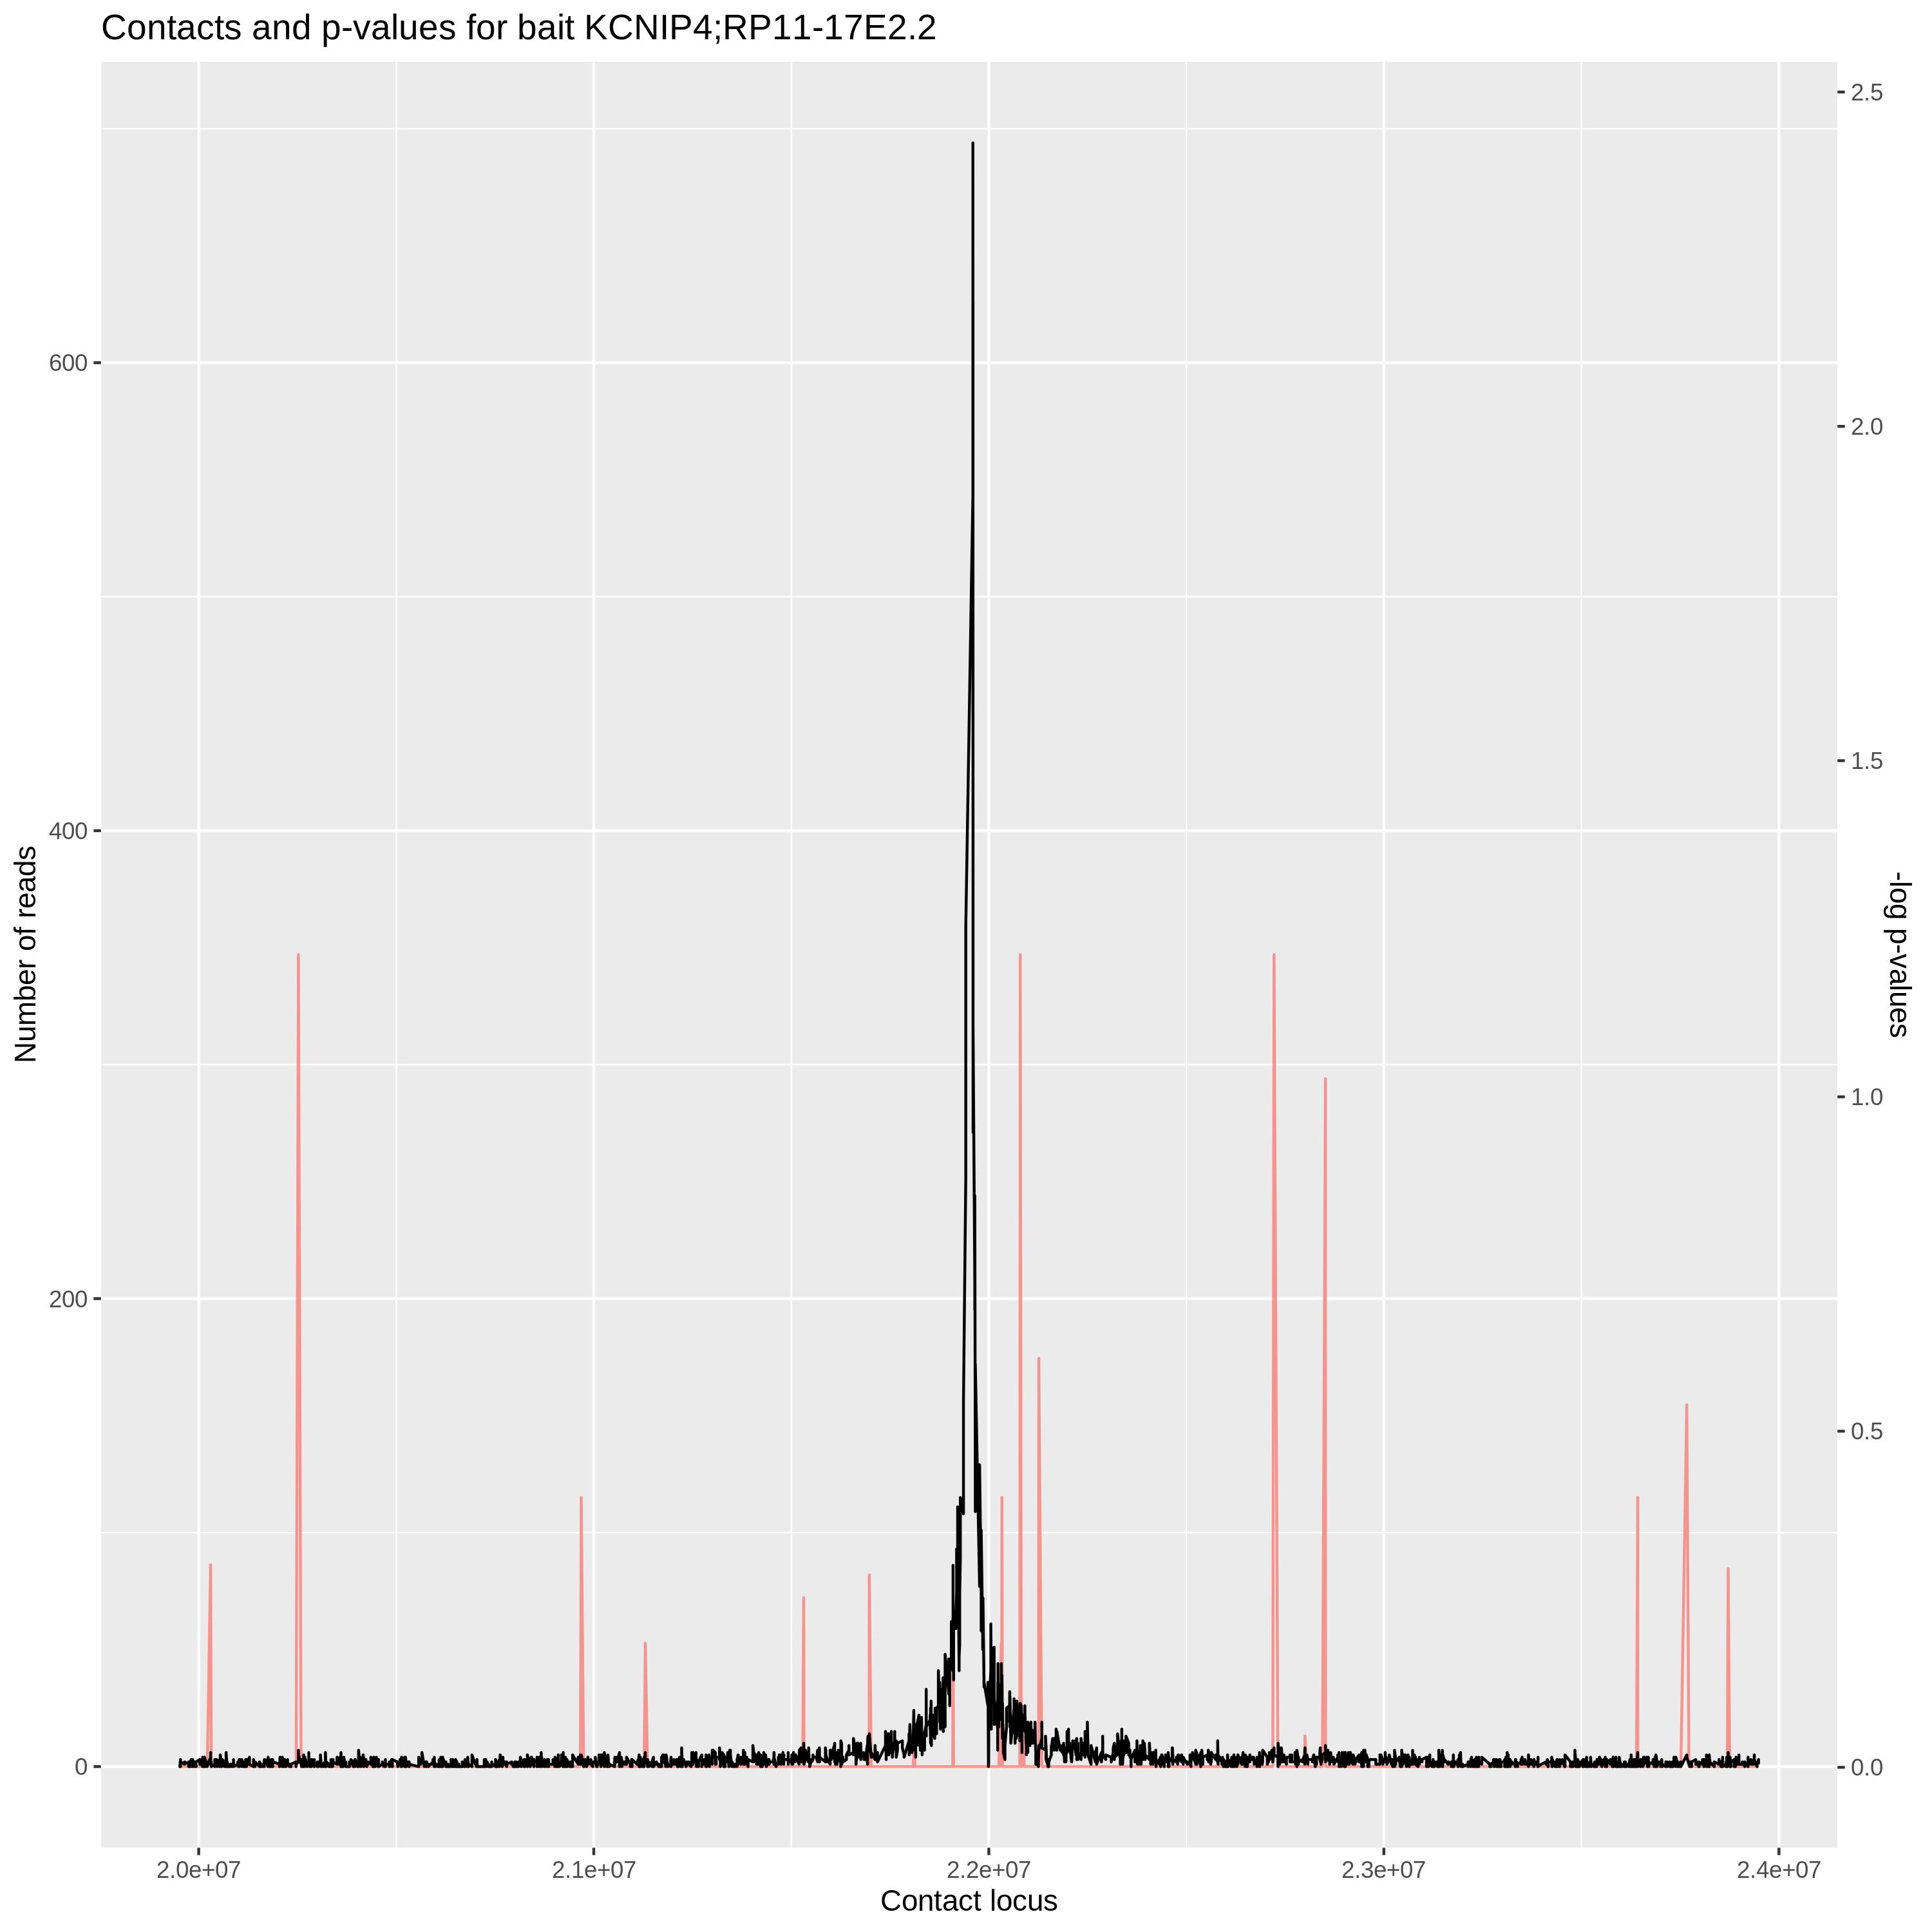 Contacts and p-values for bait KCNIP4;RP11-17E2.2
2.5
2.0
1.5
1.0
0.5
0.0
600
400
200
0
Number of reads
-log p-values
2.0e+07
2.1e+07
2.2e+07
2.3e+07
2.4e+07
Contact locus